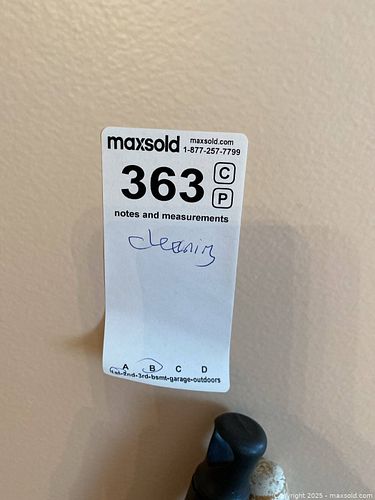 maxsold maxsold.com
1-877-257-7799
363 C
P
notes and measurements
cleaning
A B C D
1st-2nd-3rd-bsmt-garage-outdoors
Copyright 2025 - maxsold.com